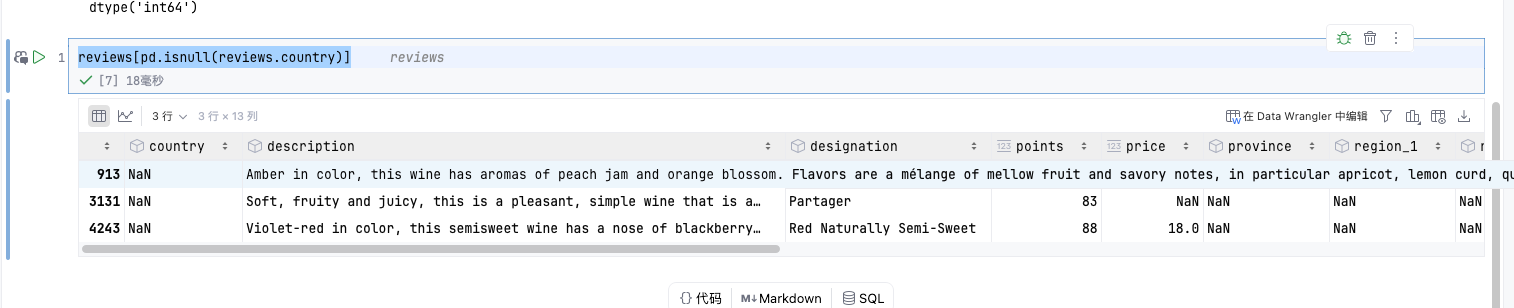 dtype('int64')
1 reviews[pd.isnull(reviews.country)] reviews
[7] 18毫秒
3 行 3 行 × 13 列 W 在 Data Wrangler 中编辑
country description 123 designation points 123 price province region_1
913 NaN Amber in color, this wine has aromas of peach jam and orange blossom. Flavors are a mélange of mellow fruit and savory notes, in particular apricot, lemon curd,
3131 NaN Soft, fruity and juicy, this is a pleasant, simple wine that is a… Partager 83 NaN NaN NaN NaN
4243 NaN Violet-red in color, this semisweet wine has a nose of blackberry… Red Naturally Semi-Sweet 88 18.0 NaN NaN NaN
{} 代码 M↓ Markdown SQL